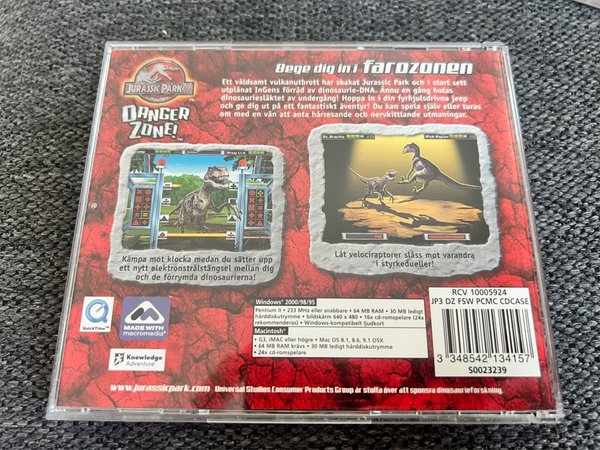 JURASSIC PARK
DANGER
ZONE!™
Bege dig in i farozonen
Ett våldsamt vulkanutbrott har skakat Jurassic Park och i stort sett
utplånat InGens förråd av dinosaurie-DNA. Ännu en gång hotas
dinosauriesläktet av undergång! Hoppa in i din fyrhjulsdrivna jeep
och ge dig ut på ett fantastiskt äventyr! Du kan spela själv eller turas
om med en vän att anta hårresande och nervkittlande utmaningar.
Kämpa mot klocka medan du sätter upp
ett nytt elektronstrålstängsel mellan dig
och de förrymda dinosaurierna!
Låt velociraptorer slåss mot varandra
i styrkedueller!
QuickTime™
MADE WITH
macromedia®
Knowledge
Adventure®
Windows® 2000/98/95
Pentium II • 233 MHz eller snabbare • 64 MB RAM • 30 MB ledigt
hårddiskutrymme • bildskärm 640 x 480 • 16x cd-romspelare (24x
rekommenderas) • Windows-kompatibelt ljudkort
Macintosh®
• G3, iMAC eller högre • Mac OS 8.1, 8.6, 9.1 OSX
• 64 MB RAM krävs • 30 MB ledigt hårddiskutrymme
• 24x cd-romspelare
RCV 10005924
JP3 DZ FSW PCMC CDCASE
3 348542 134157
S0023239
www.jurassicpark.com Universal Studios Consumer Products Group är stolta över att sponsra dinosaurieforskning.